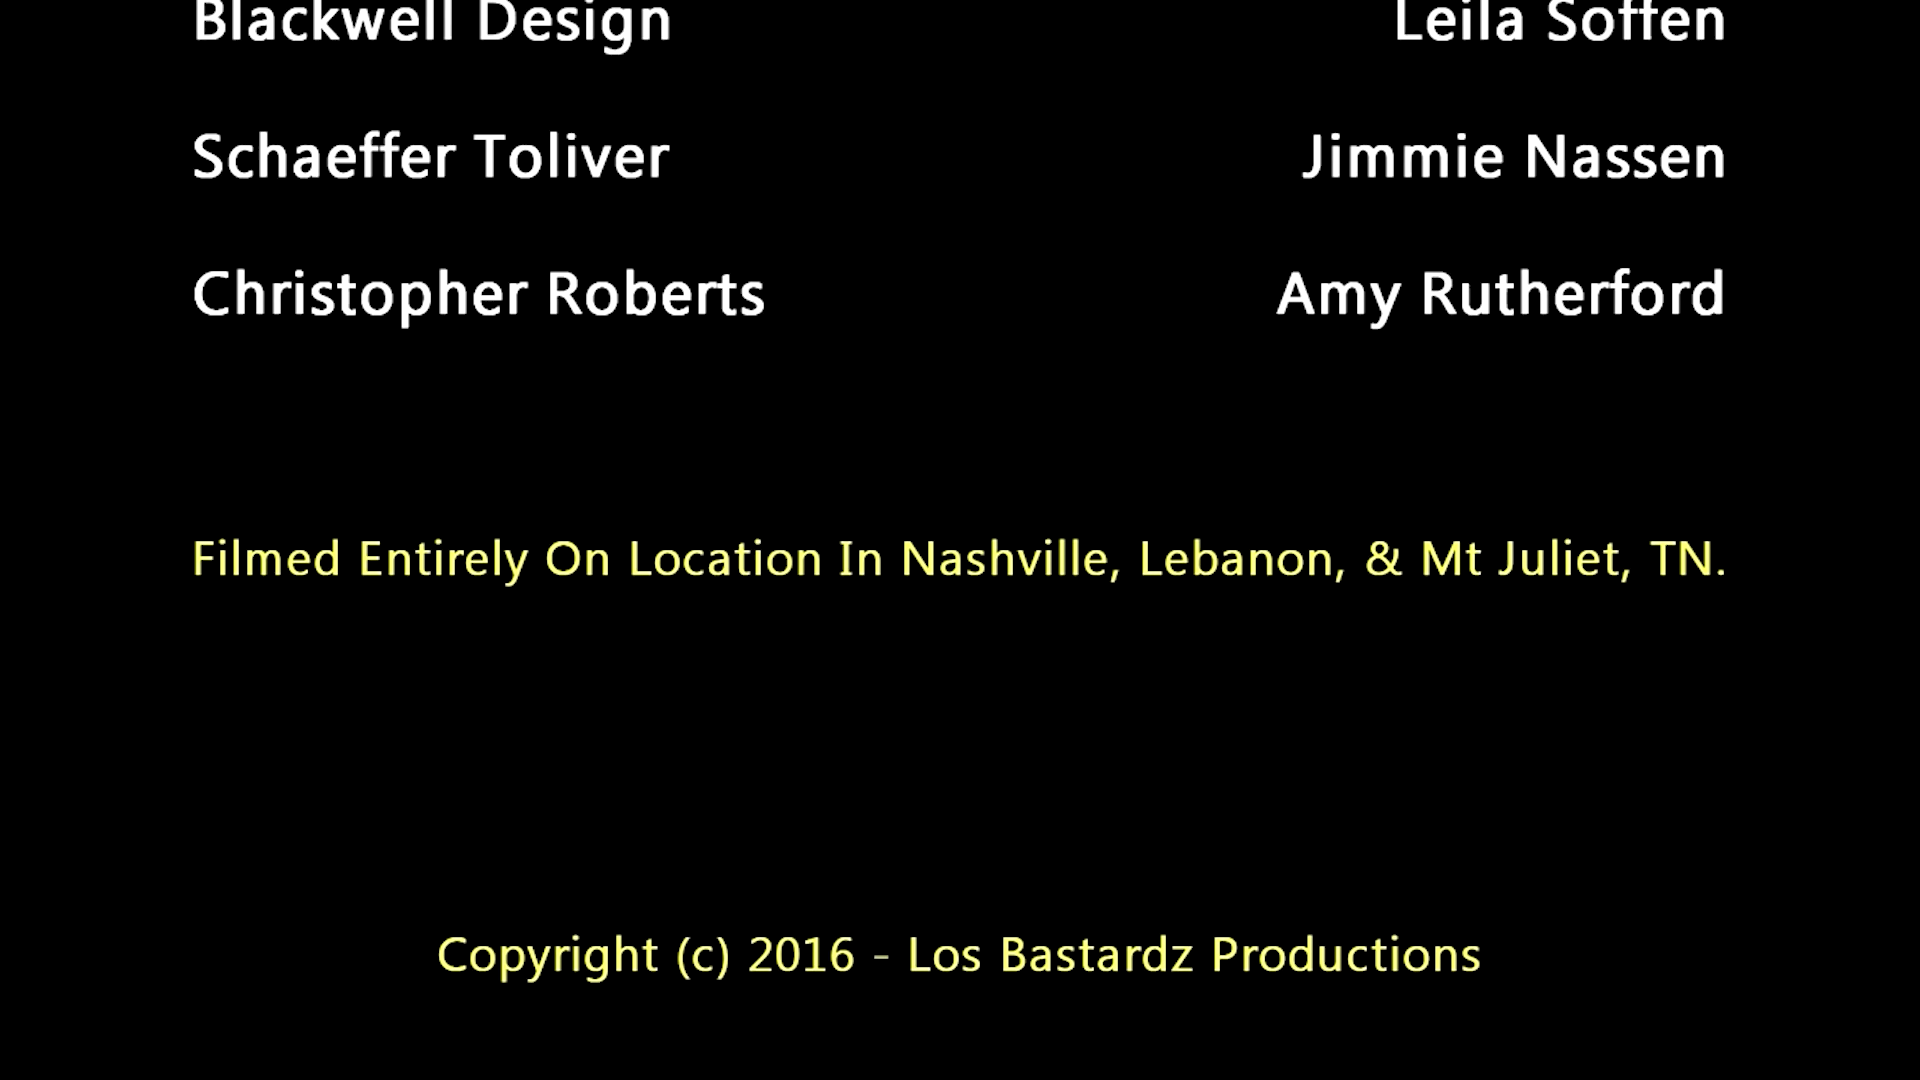 Blackwell Design Leila Soffen
Schaeffer Toliver Jimmie Nassen
Christopher Roberts Amy Rutherford
Filmed Entirely On Location In Nashville, Lebanon, & Mt Juliet, TN.
Copyright (c) 2016 - Los Bastardz Productions